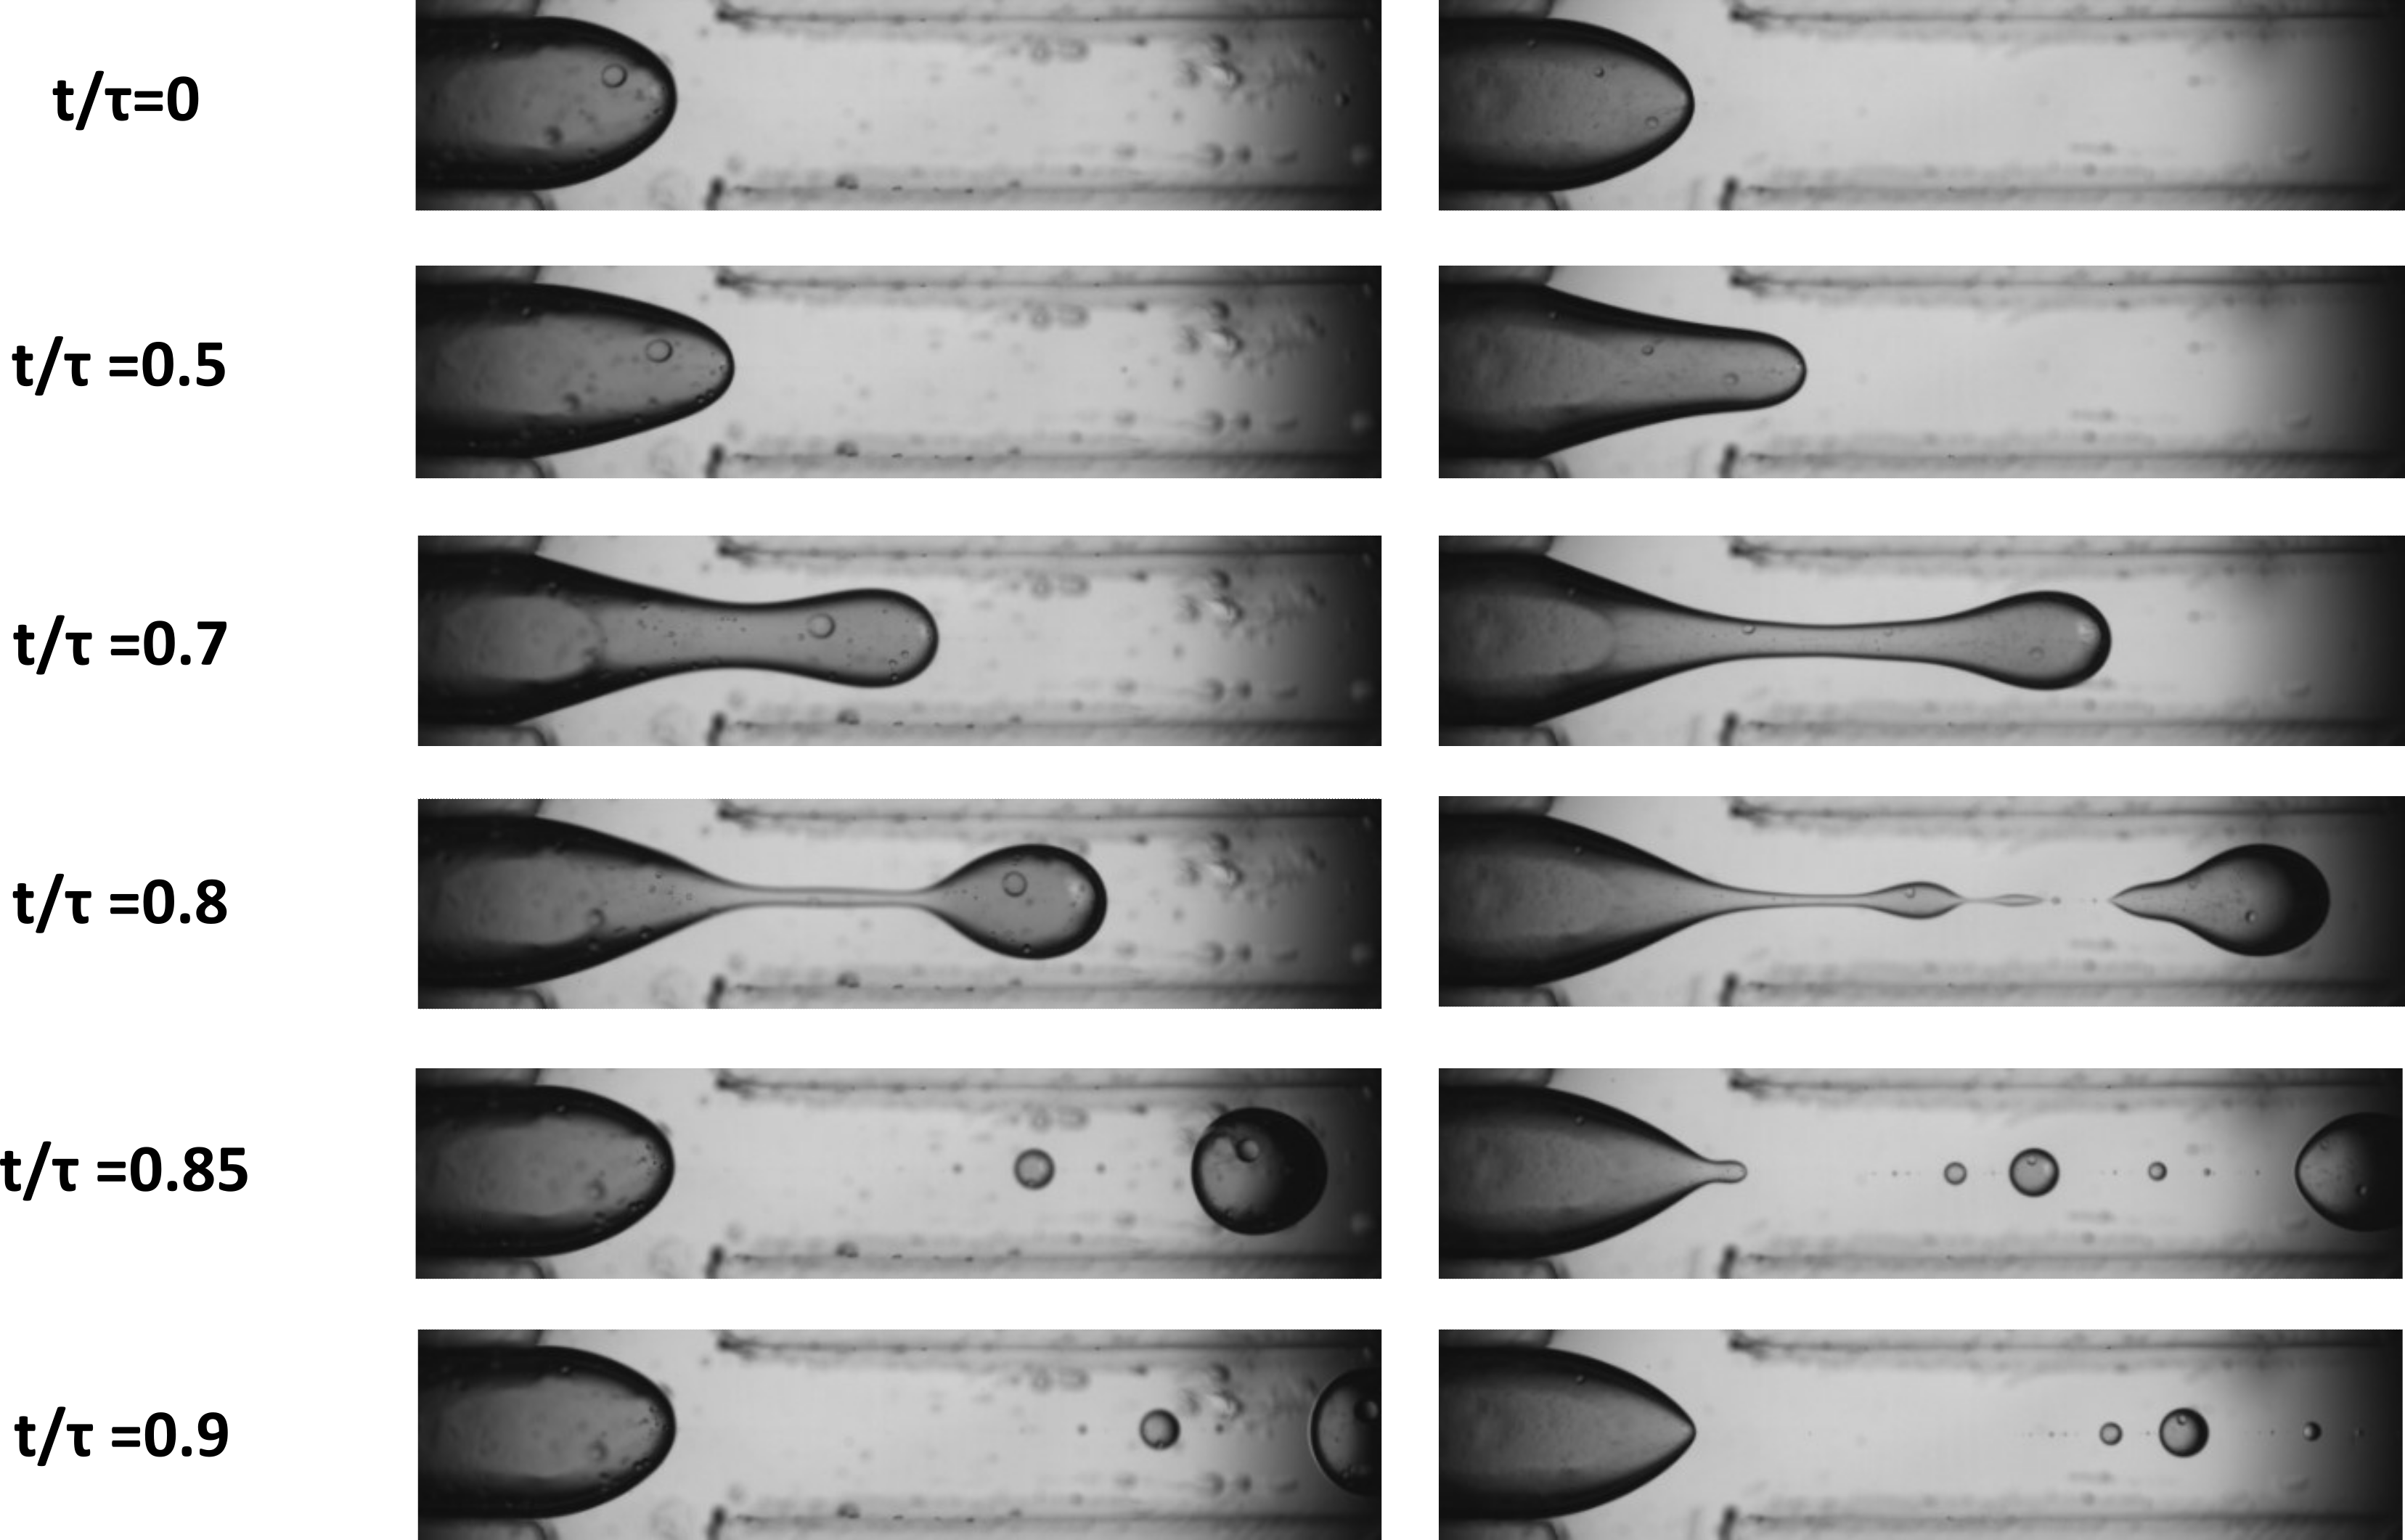 t/τ=0
t/τ =0.5
t/τ =0.7
t/τ =0.8
t/τ =0.85
t/τ =0.9